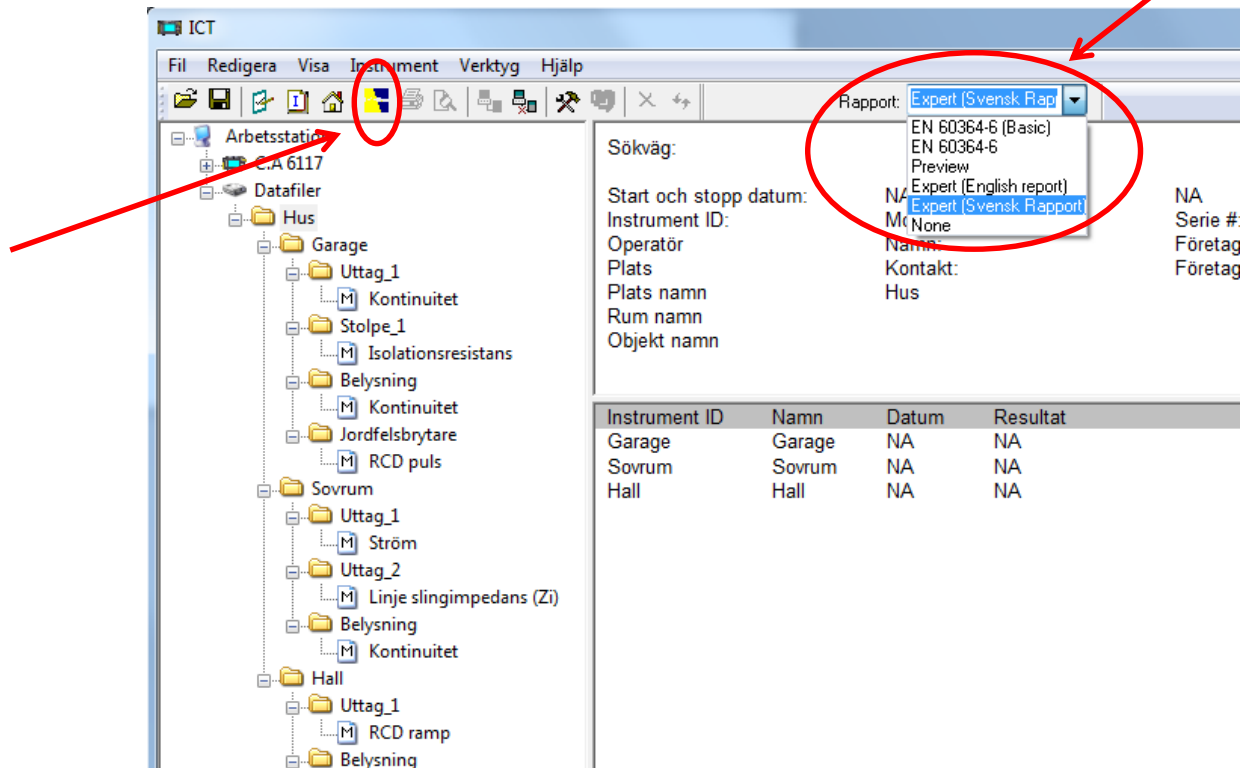 ICT
Fil Redigera Visa Instrument Verktyg Hjälp
Rapport: Expert (Svensk Rap
EN 60364-6 (Basic)
EN 60364-6
Preview
Expert (English report)
Expert (Svensk Rapport)
None
Arbetsstation
C.A 6117
Datafiler
Hus
Garage
Uttag_1
M Kontinuitet
Stolpe_1
M Isolationsresistans
Belysning
M Kontinuitet
Jordfelsbrytare
M RCD puls
Sovrum
Uttag_1
M Ström
Uttag_2
M Linje slingimpedans (Zi)
Belysning
M Kontinuitet
Hall
Uttag_1
M RCD ramp
Belysning
Sökväg:
Start och stopp datum: NA NA
Instrument ID: Serie #:
Operatör Namn: Företag
Plats Kontakt: Företag
Plats namn Hus
Rum namn
Objekt namn
Instrument ID Namn Datum Resultat
Garage Garage NA NA
Sovrum Sovrum NA NA
Hall Hall NA NA